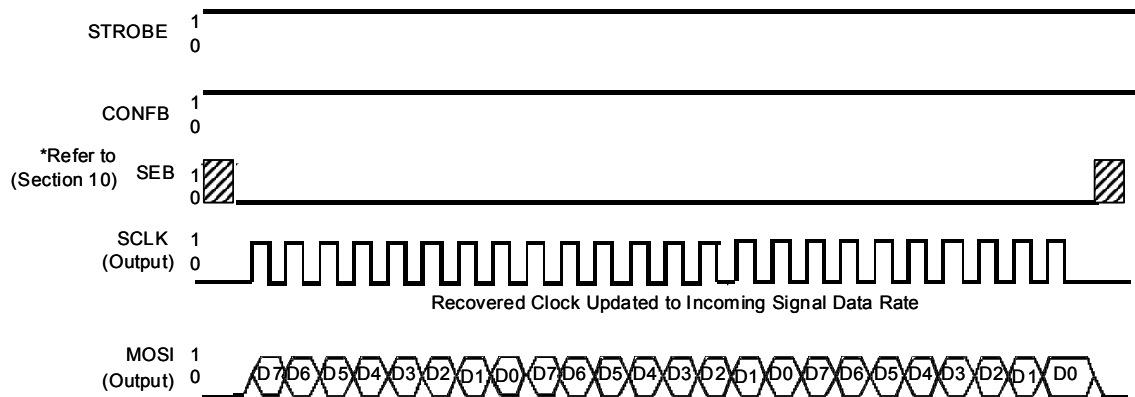 STROBE 1
0
CONFB 1
0
*Refer to
(Section 10) SEB 1
0
SCLK 1
(Output) 0
Recovered Clock Updated to Incoming Signal Data Rate
MOSI 1
(Output) 0 D7 D6 D5 D4 D3 D2 D1 D0 D7 D6 D5 D4 D3 D2 D1 D0 D7 D6 D5 D4 D3 D2 D1 D0